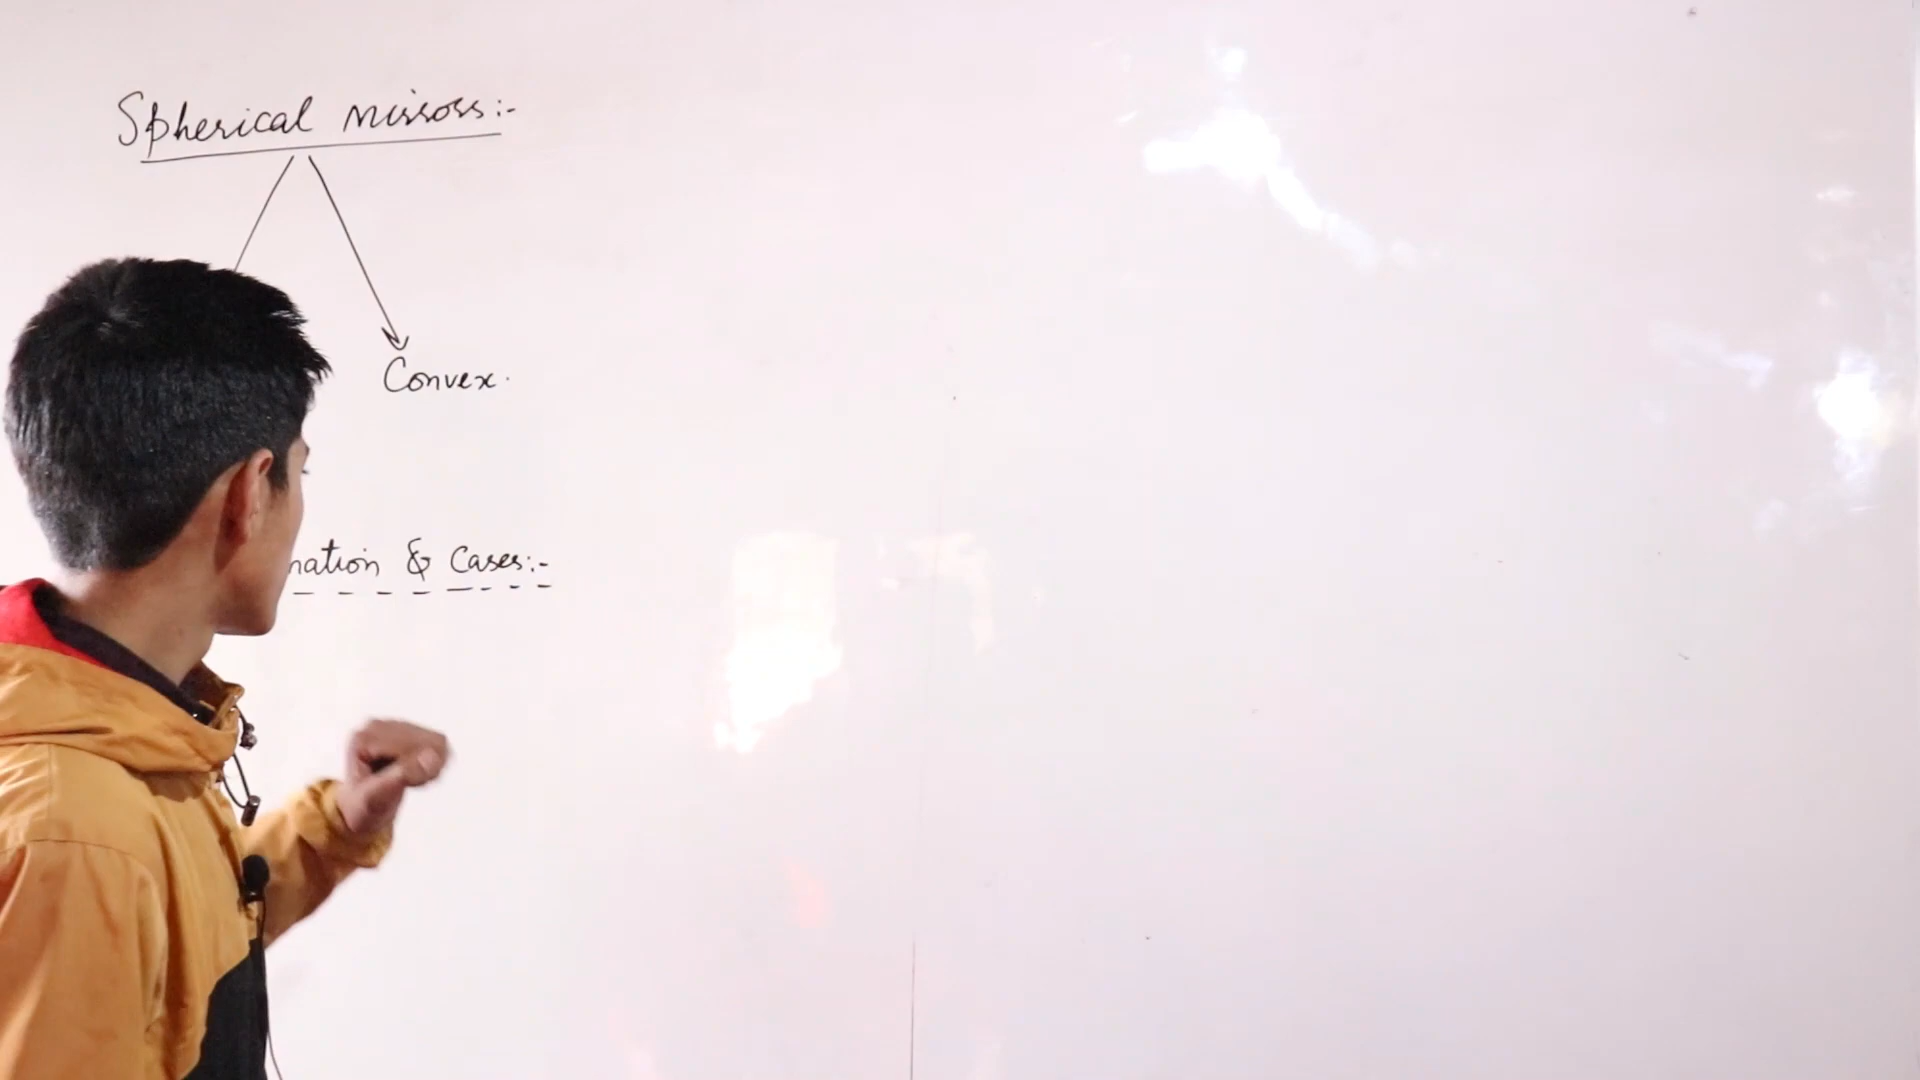 Spherical mirrors:-
Convex.
nation & Cases:-